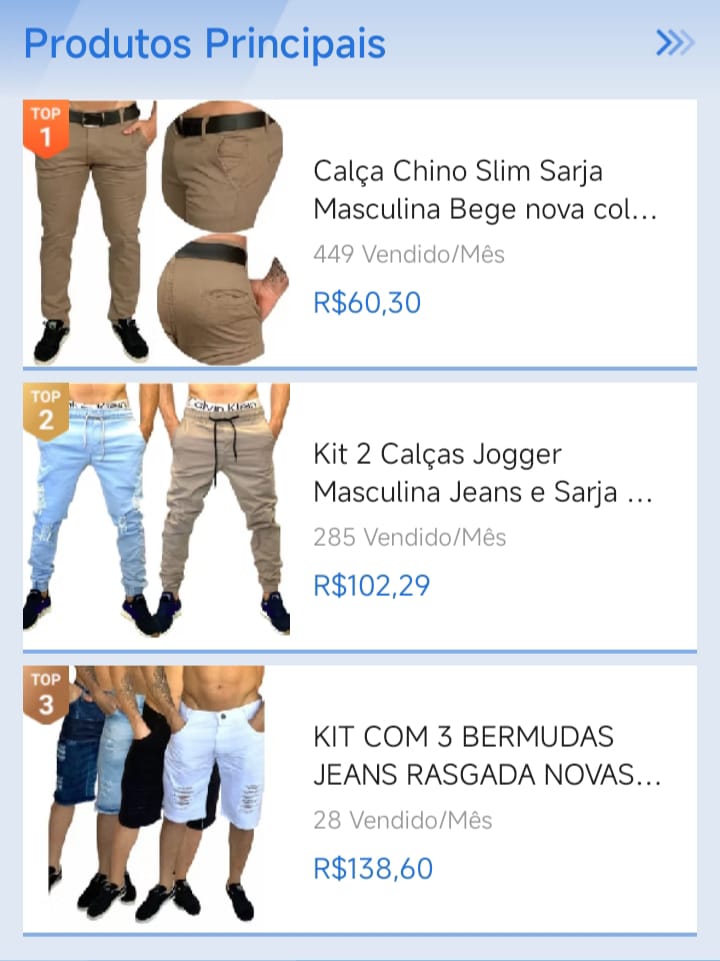 Produtos Principais
TOP
1
Calça Chino Slim Sarja
Masculina Bege nova col...
449 Vendido/Mês
R$60,30
TOP
2
Calvin Klein
Kit 2 Calças Jogger
Masculina Jeans e Sarja ...
285 Vendido/Mês
R$102,29
TOP
3
KIT COM 3 BERMUDAS
JEANS RASGADA NOVAS...
28 Vendido/Mês
R$138,60